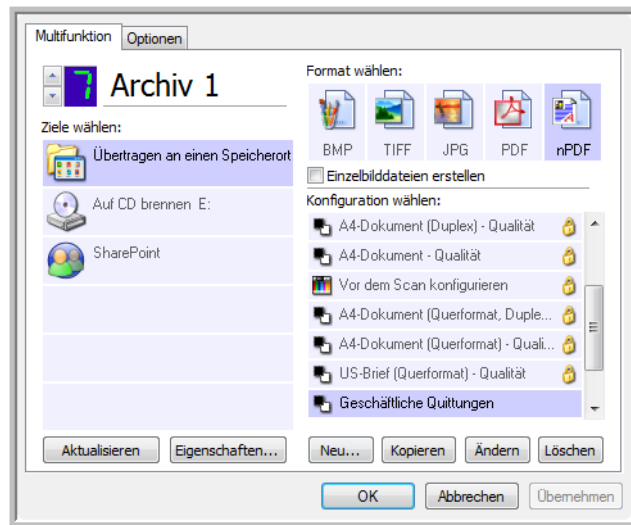 Multifunktion Optionen
7 Archiv 1
Ziele wählen:
Übertragen an einen Speicherort
Auf CD brennen E:
SharePoint
Aktualisieren Eigenschaften...
Format wählen:
BMP TIFF JPG PDF nPDF
Einzelbilddateien erstellen
Konfiguration wählen:
A4-Dokument (Duplex) - Qualität
A4-Dokument - Qualität
Vor dem Scan konfigurieren
A4-Dokument (Querformat, Duple...
A4-Dokument (Querformat) - Quali...
US-Brief (Querformat) - Qualität
Geschäftliche Quittungen
Neu... Kopieren Ändern Löschen
OK Abbrechen Übernehmen